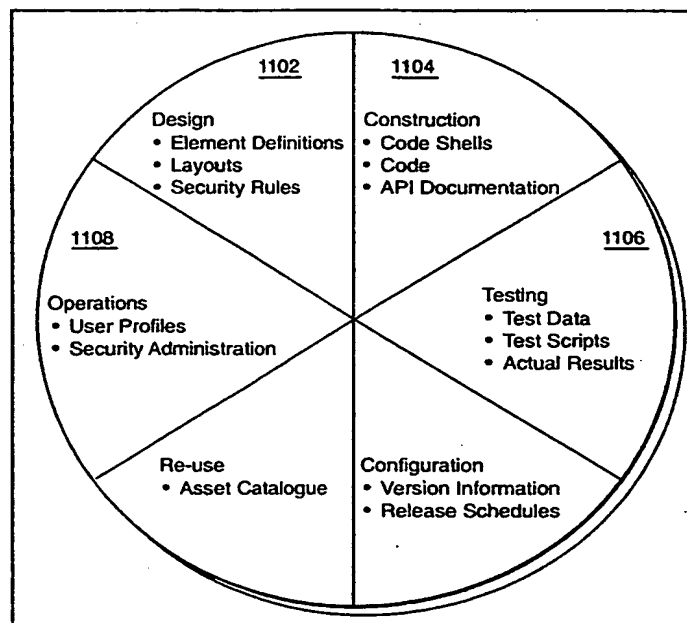 1102
Design
• Element Definitions
• Layouts
• Security Rules
1104
Construction
• Code Shells
• Code
• API Documentation
1108
Operations
• User Profiles
• Security Administration
1106
Testing
• Test Data
• Test Scripts
• Actual Results
Re-use
• Asset Catalogue
Configuration
• Version Information
• Release Schedules